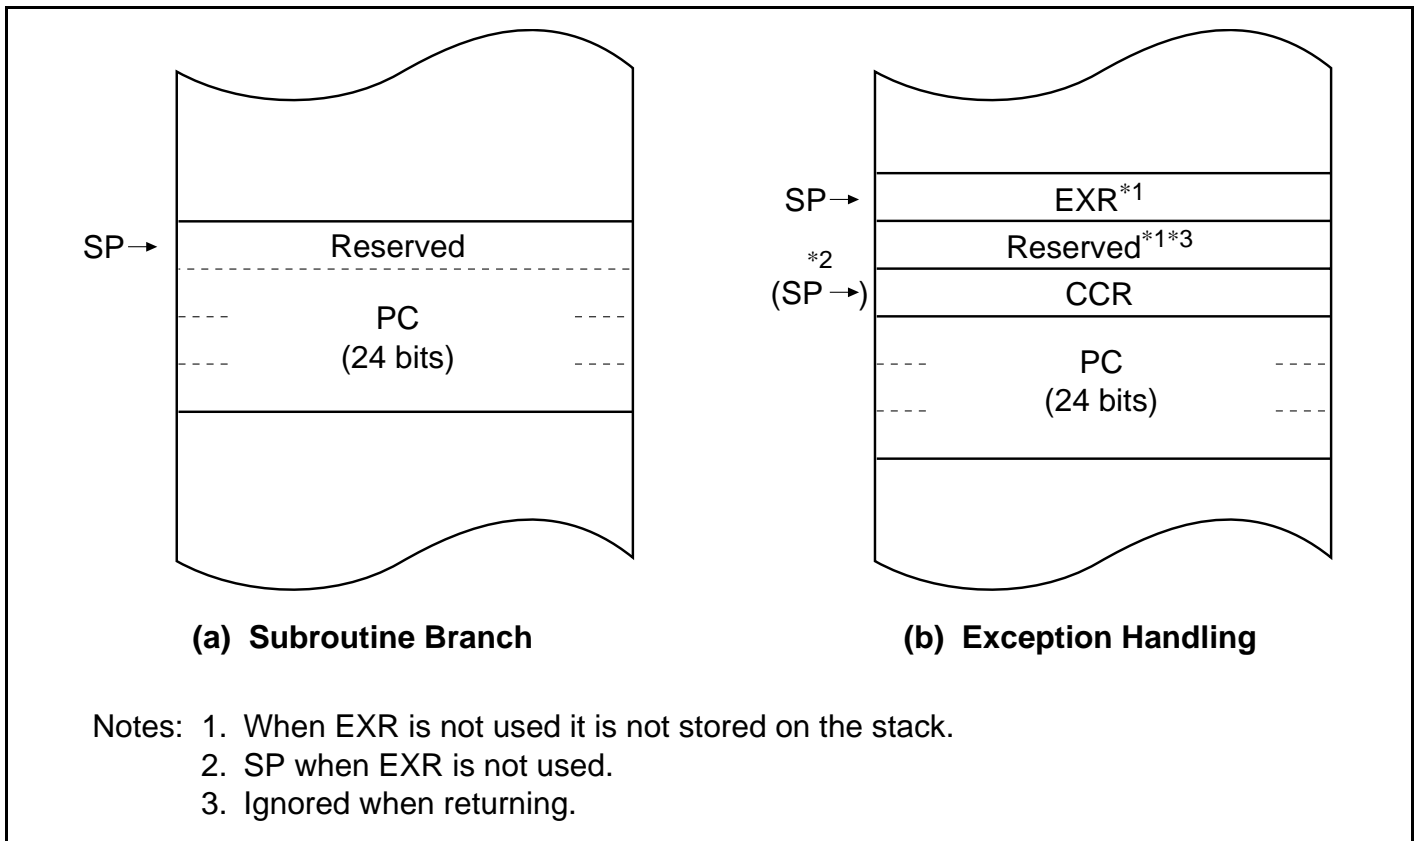 SP
Reserved
PC
(24 bits)
(a) Subroutine Branch
SP
EXR*1
Reserved*1*3
*2
(SP )
CCR
PC
(24 bits)
(b) Exception Handling
Notes: 1. When EXR is not used it is not stored on the stack.
2. SP when EXR is not used.
3. Ignored when returning.